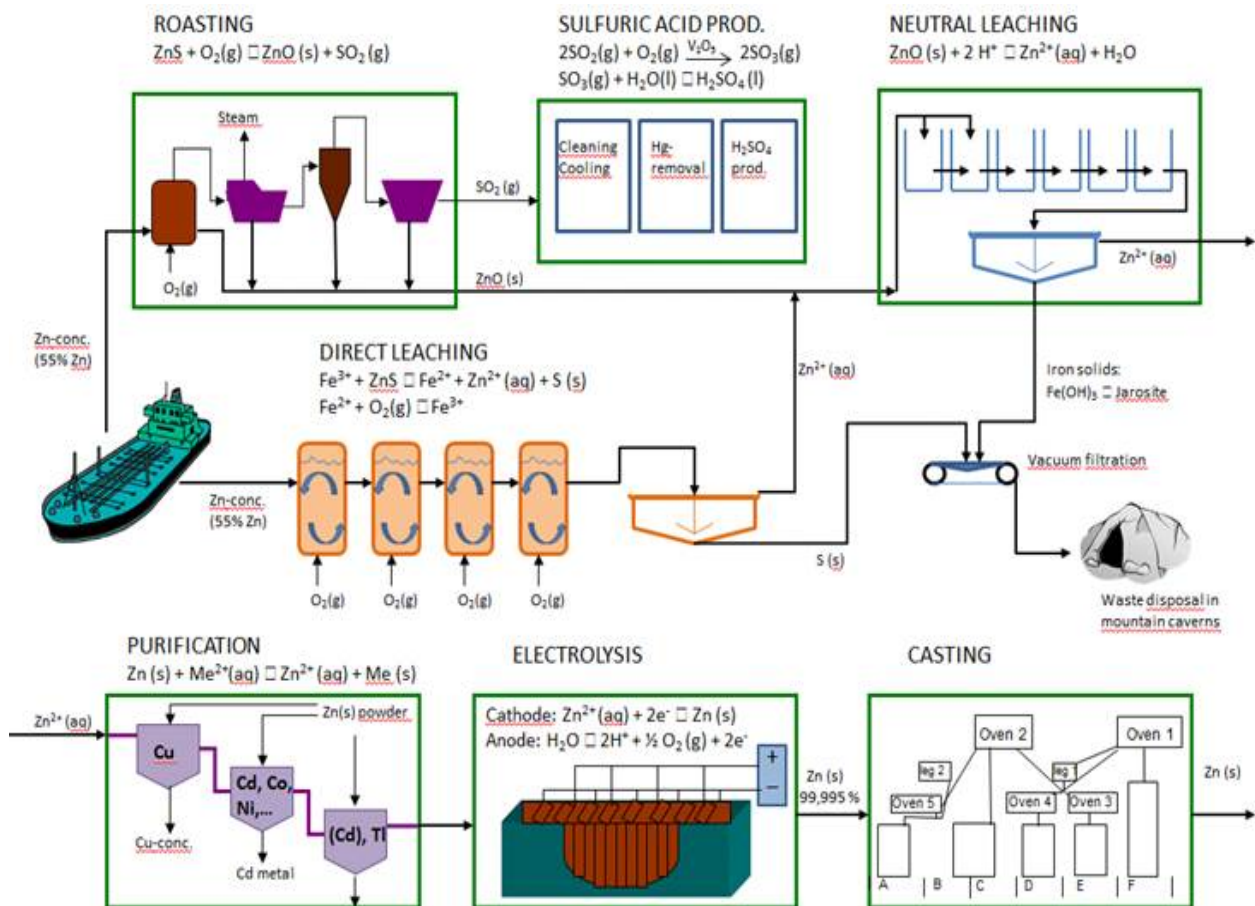 ROASTING
ZnS + O₂(g) □ ZnO (s) + SO₂ (g)
SULFURIC ACID PROD.
2SO₂(g) + O₂(g) V₂O₅ → 2SO₃(g)
SO₃(g) + H₂O(l) □ H₂SO₄ (l)
NEUTRAL LEACHING
ZnO (s) + 2 H⁺ □ Zn²⁺ (aq) + H₂O
Steam
O₂(g)
SO₂ (g)
Cleaning
Cooling
Hg-
removal
H₂SO₄
prod.
ZnO (s)
Zn²⁺ (aq)
Zn-conc.
(55% Zn)
DIRECT LEACHING
Fe³⁺ + ZnS □ Fe²⁺ + Zn²⁺ (aq) + S (s)
Fe²⁺ + O₂(g) □ Fe³⁺
Zn²⁺ (aq)
Iron solids:
Fe(OH)₃ □ Jarosite
Vacuum filtration
Zn-conc.
(55% Zn)
O₂(g)
O₂(g)
O₂(g)
O₂(g)
S (s)
Waste disposal in
mountain caverns
PURIFICATION
Zn (s) + Me²⁺(aq) □ Zn²⁺ (aq) + Me (s)
Zn²⁺ (aq)
Zn(s) powder
Cu
Cd, Co,
Ni,...
(Cd), Tl
Cu-conc.
Cd metal
ELECTROLYSIS
Cathode: Zn²⁺ (aq) + 2e⁻ □ Zn (s)
Anode: H₂O □ 2H⁺ + ½ O₂ (g) + 2e⁻
+
−
Zn (s)
99,995 %
CASTING
Oven 2
Oven 1
leg 2
leg 1
Oven 5
Oven 4
Oven 3
A
B
C
D
E
F
Zn (s)